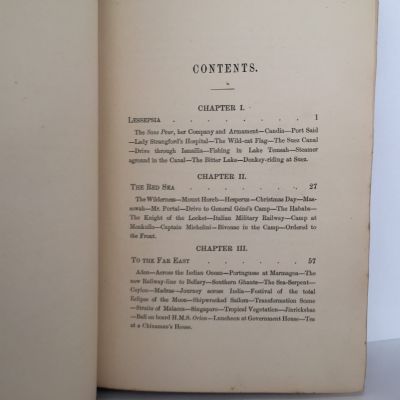 CONTENTS.
CHAPTER I.
LESSEPSIA . . . . . . . . 1
The Sans Peur, her Company and Armament—Candia—Port Said
—Lady Strangford's Hospital—The Wild-cat Flag—The Suez Canal
—Drive through Ismailia—Fishing in Lake Temsah—Steamer
aground in the Canal—The Bitter Lake—Donkey-riding at Suez.
CHAPTER II.
THE RED SEA . . . . . . . 27
The Wilderness—Mount Horeb—Hesperus—Christmas Day—Mas-
sowah—Mr. Portal—Drive to General Géné's Camp—The Hababs—
The Knight of the Locket—Italian Military Railway—Camp at
Monkullo—Captain Michelini—Bivouac in the Camp—Ordered to
the Front.
CHAPTER III.
TO THE FAR EAST . . . . . . 57
Aden—Across the Indian Ocean—Portuguese at Marmagoa—The
new Railway-line to Bellary—Southern Ghauts—The Sea-Serpent—
Ceylon—Madras—Journey across India—Festival of the total
Eclipse of the Moon—Shipwrecked Sailors—Transformation Scene
—Straits of Malacca—Singapore—Tropical Vegetation—Jinrickshas
—Ball on board H.M.S. Orion—Luncheon at Government House—Tea
at a Chinaman's House.